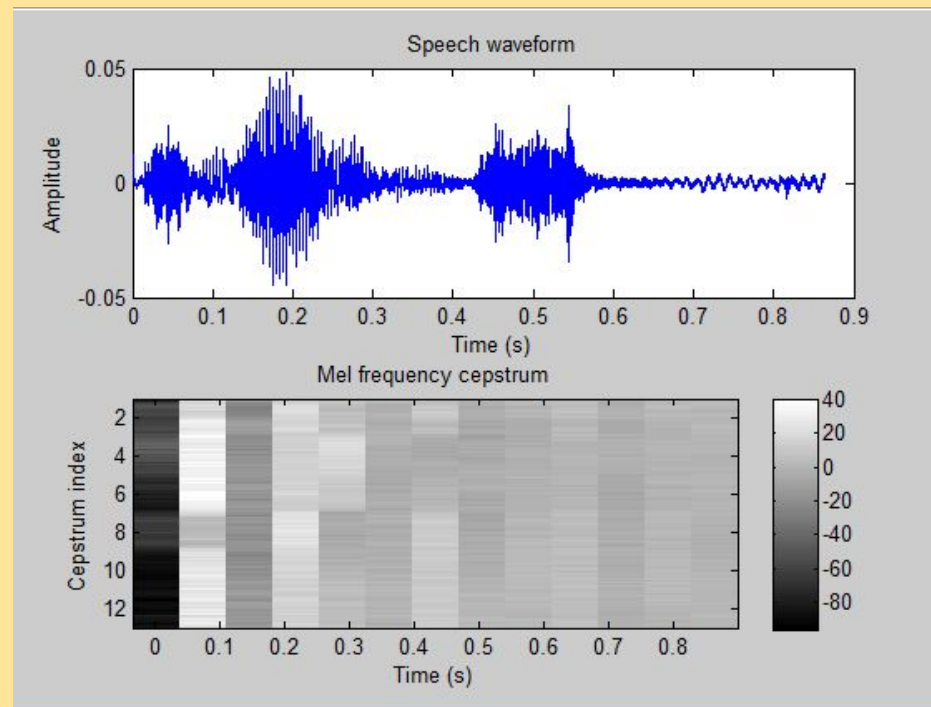 Speech waveform
0.05
0
-0.05
Amplitude
0 0.1 0.2 0.3 0.4 0.5 0.6 0.7 0.8 0.9
Time (s)
Mel frequency cepstrum
2
4
6
8
10
12
Cepstrum index
0 0.1 0.2 0.3 0.4 0.5 0.6 0.7 0.8
Time (s)
40
20
0
-20
-40
-60
-80